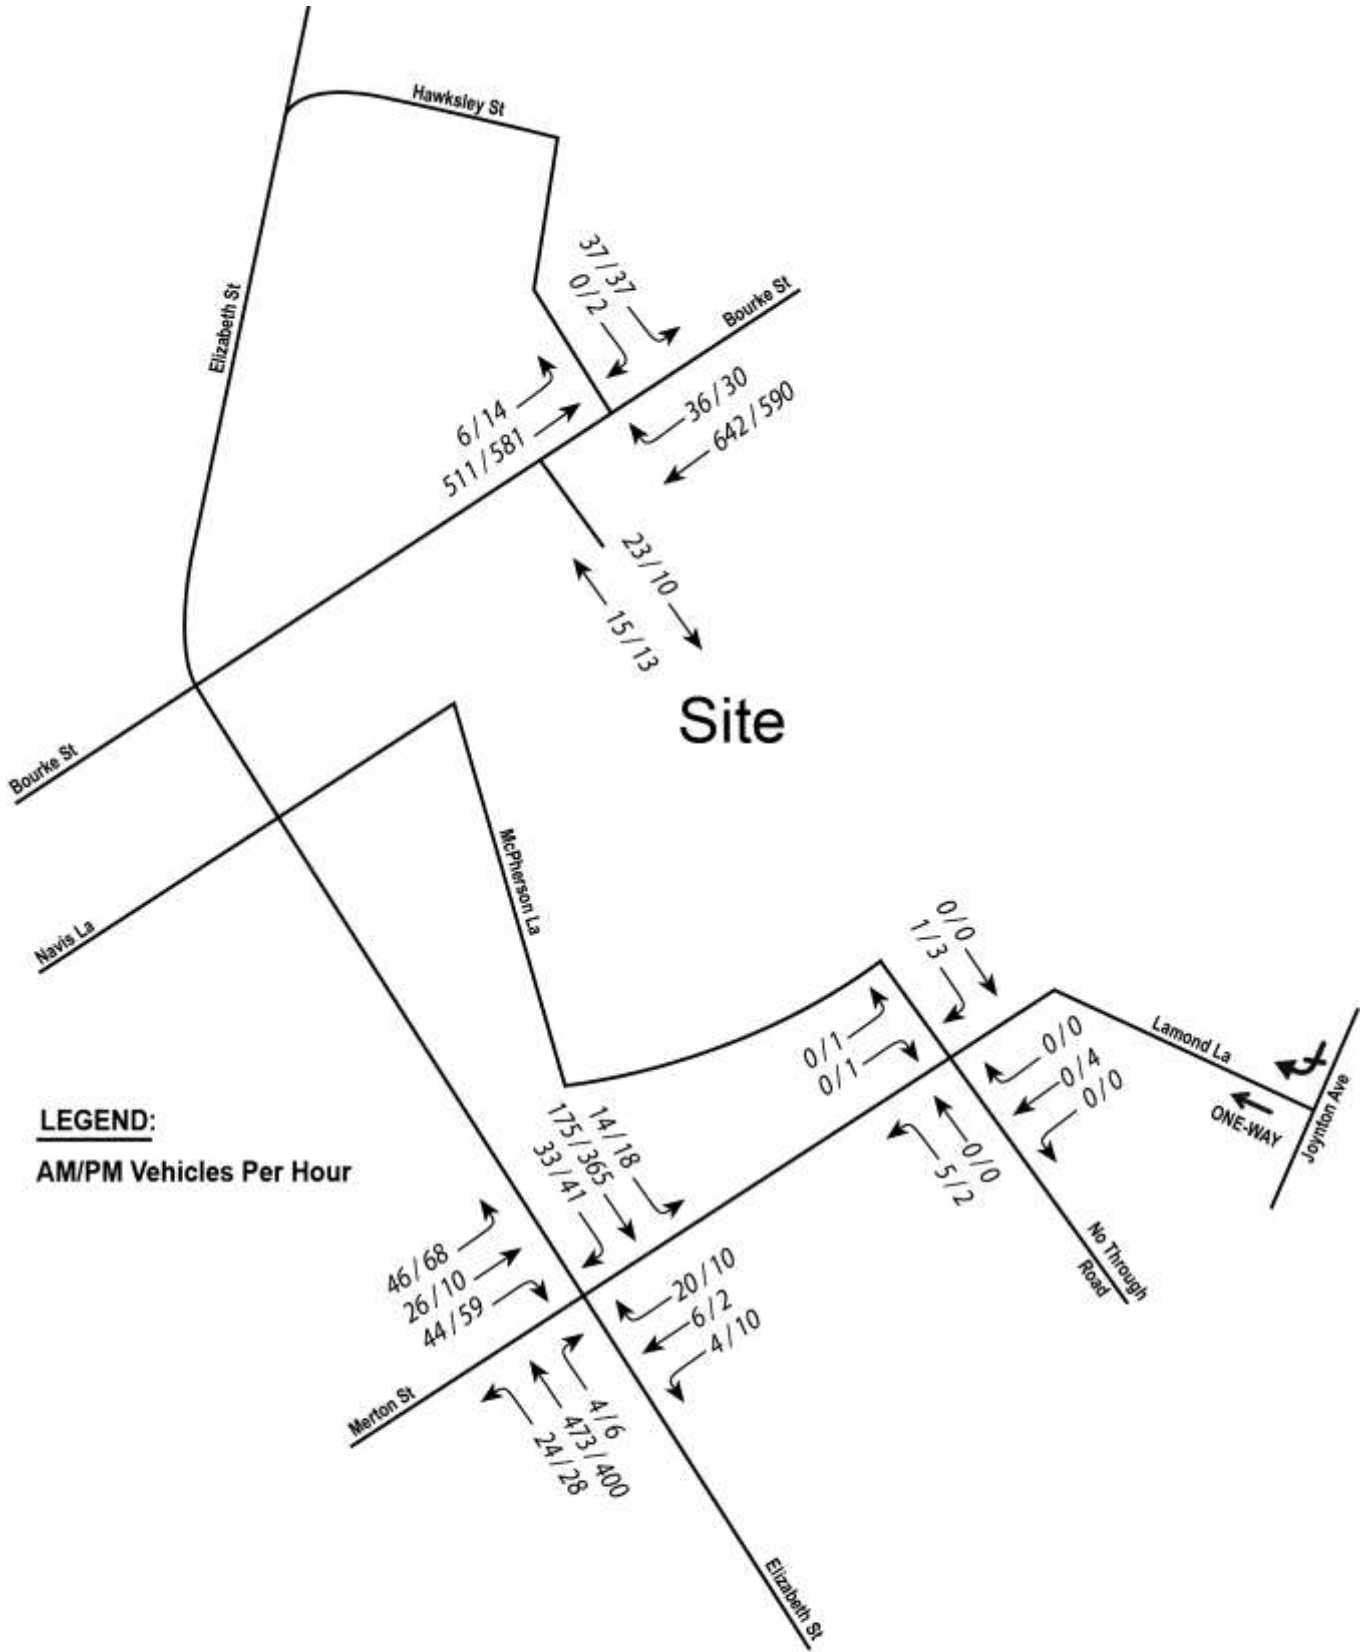 Hawksley St
Elizabeth St
37/37
0/2
Bourke St
6/14
511/581
36/30
642/590
23/10
15/13
Site
Bourke St
Navis La
McPherson La
0/0
1/3
0/1
0/1
0/0
0/4
0/0
Lamond La
ONE-WAY
Joynton Ave
0/0
5/2
No Through
Road
LEGEND:
AM/PM Vehicles Per Hour
14/18
175/365
33/41
46/68
26/10
44/59
20/10
6/2
4/10
Merton St
4/6
473/400
24/28
Elizabeth St